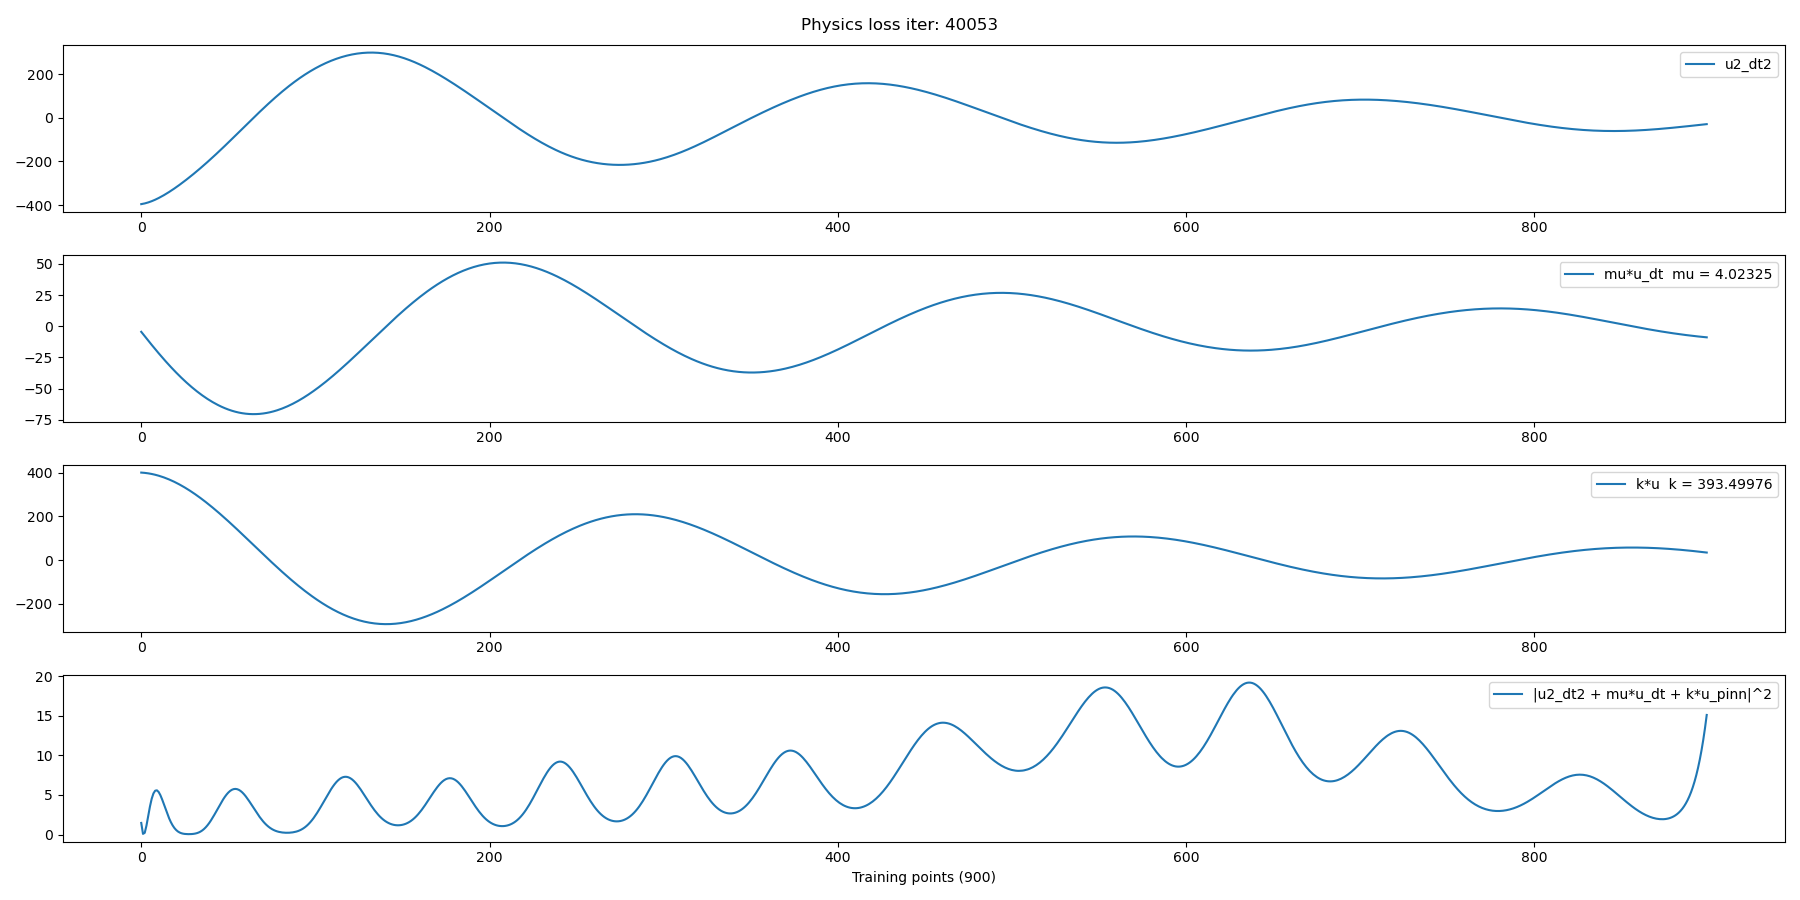 Physics loss iter: 40053
u2_dt2
200
0
−200
−400
0 200 400 600 800
mu*u_dt mu = 4.02325
50
25
0
−25
−50
−75
0 200 400 600 800
k*u k = 393.49976
400
200
0
−200
0 200 400 600 800
|u2_dt2 + mu*u_dt + k*u_pinn|^2
20
15
10
5
0
0 200 400 600 800
Training points (900)